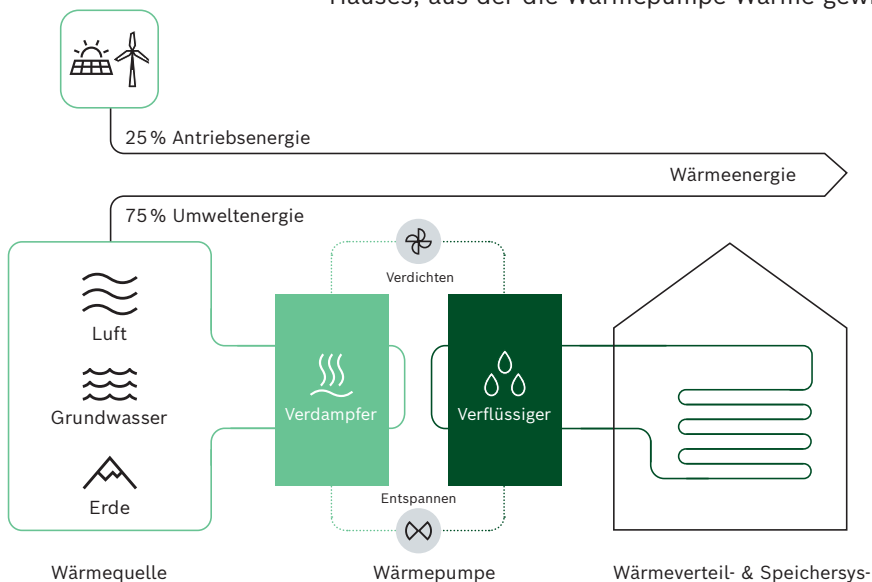 Hauses, aus der die Wärmepumpe Wärme
25 % Antriebsenergie
Wärmeenergie
75 % Umweltenergie
Verdichten
Luft
Grundwasser
Erde
Verdampfer
Verflüssiger
Entspannen
Wärmequelle
Wärmepumpe
Wärmeverteil- & Speichersys-